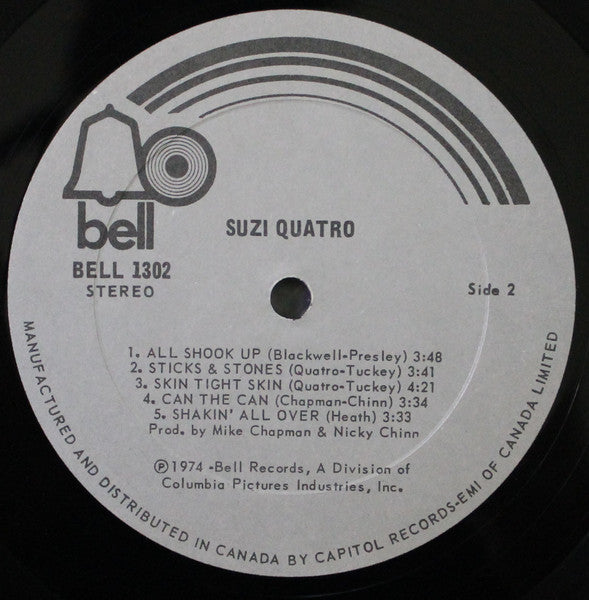 bell
SUZI QUATRO
BELL 1302
STEREO
Side 2
1. ALL SHOOK UP (Blackwell-Presley) 3:48
2. STICKS & STONES (Quatro-Tuckey) 3:41
3. SKIN TIGHT SKIN (Quatro-Tuckey) 4:21
4. CAN THE CAN (Chapman-Chinn) 3:34
5. SHAKIN' ALL OVER (Heath) 3:33
Prod. by Mike Chapman & Nicky Chinn
Ⓟ1974 -Bell Records, A Division of
Columbia Pictures Industries, Inc.
MANUFACTURED AND DISTRIBUTED IN CANADA BY CAPITOL RECORDS-EMI OF CANADA LIMITED